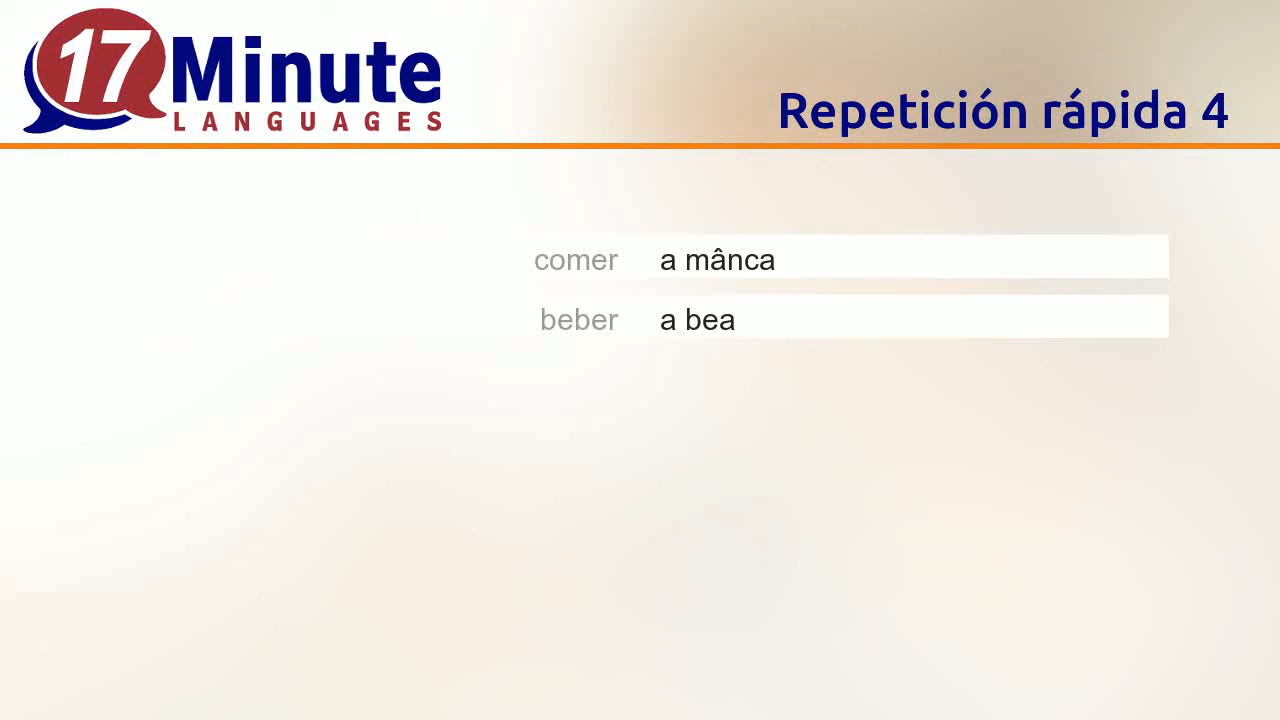 17 Minute
LANGUAGES
Repetición rápida 4
comer a mânca
beber a bea